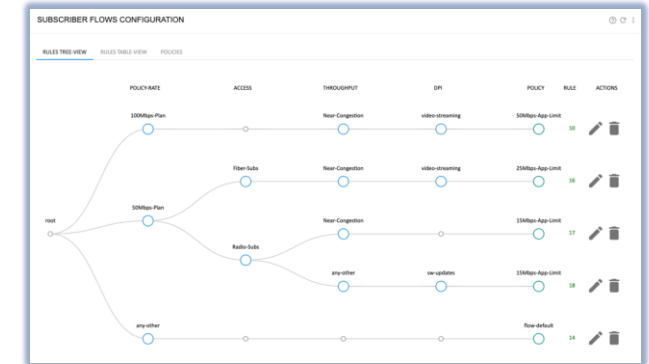 SUBSCRIBER FLOWS CONFIGURATION
RULES TREE-VIEW RULES TABLE-VIEW POLICIES
POLICY-RATE ACCESS THROUGHPUT DPI POLICY RULE ACTIONS
100Mbps-Plan Near-Congestion video-streaming 50Mbps-App-Limit
10
Fiber-Subs Near-Congestion video-streaming 25Mbps-App-Limit
16
50Mbps-Plan
root
Near-Congestion 15Mbps-App-Limit
17
Radio-Subs
any-other sw-updates 15Mbps-App-Limit
18
any-other flow-default
14